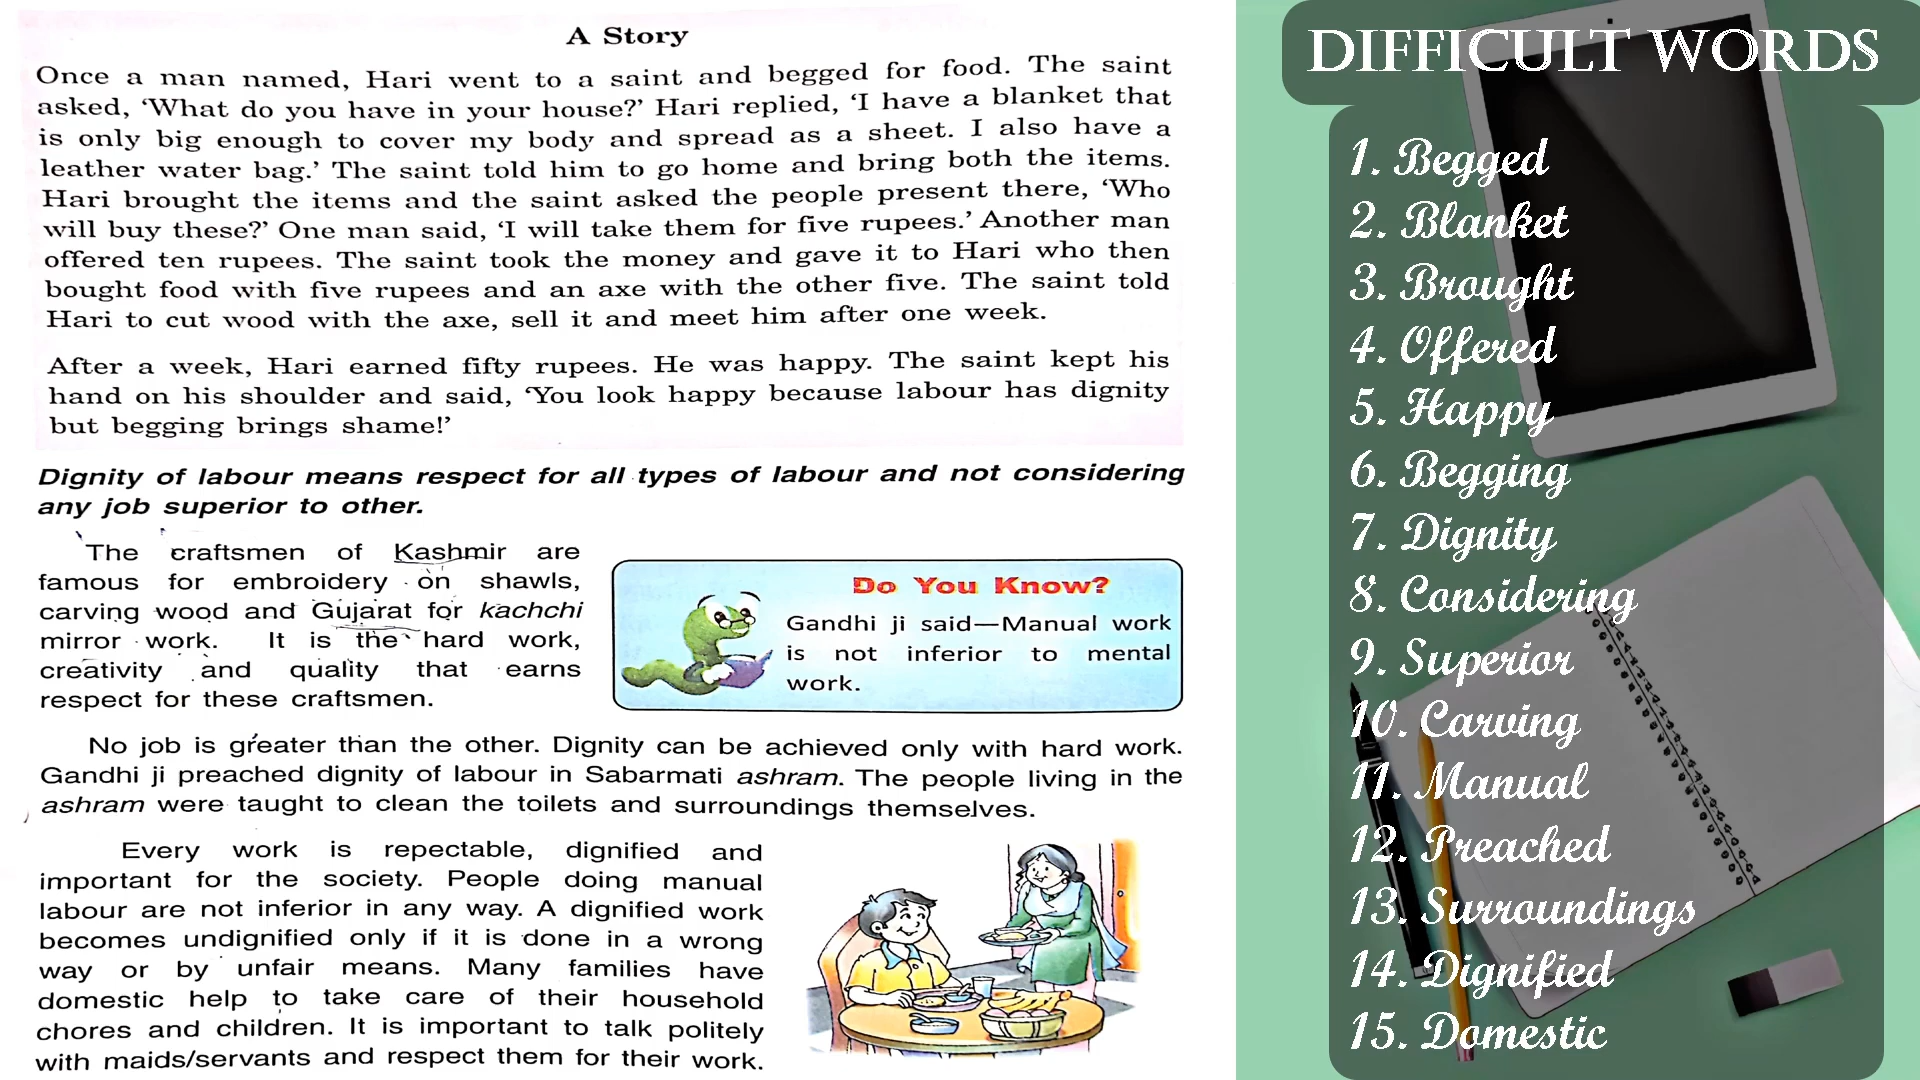 A Story
Once a man named, Hari went to a saint and begged for food. The saint
asked, ‘What do you have in your house?’ Hari replied, ‘I have a blanket that
is only big enough to cover my body and spread as a sheet. I also have a
leather water bag.’ The saint told him to go home and bring both the items.
Hari brought the items and the saint asked the people present there, ‘Who
will buy these?’ One man said, ‘I will take them for five rupees.’ Another man
offered ten rupees. The saint took the money and gave it to Hari who then
bought food with five rupees and an axe with the other five. The saint told
Hari to cut wood with the axe, sell it and meet him after one week.
After a week, Hari earned fifty rupees. He was happy. The saint kept his
hand on his shoulder and said, ‘You look happy because labour has dignity
but begging brings shame!’
Dignity of labour means respect for all types of labour and not considering
any job superior to other.
The craftsmen of Kashmir are
famous for embroidery on shawls,
carving wood and Gujarat for kachchi
mirror work. It is the hard work,
creativity and quality that earns
respect for these craftsmen.
Do You Know?
Gandhi ji said—Manual work
is not inferior to mental
work.
No job is greater than the other. Dignity can be achieved only with hard work.
Gandhi ji preached dignity of labour in Sabarmati ashram. The people living in the
ashram were taught to clean the toilets and surroundings themselves.
Every work is repectable, dignified and
important for the society. People doing manual
labour are not inferior in any way. A dignified work
becomes undignified only if it is done in a wrong
way or by unfair means. Many families have
domestic help to take care of their household
chores and children. It is important to talk politely
with maids/servants and respect them for their work.
DIFFICULT WORDS
1. Begged
2. Blanket
3. Brought
4. Offered
5. Happy
6. Begging
7. Dignity
8. Considering
9. Superior
10. Carving
11. Manual
12. Preached
13. Surroundings
14. Dignified
15. Domestic